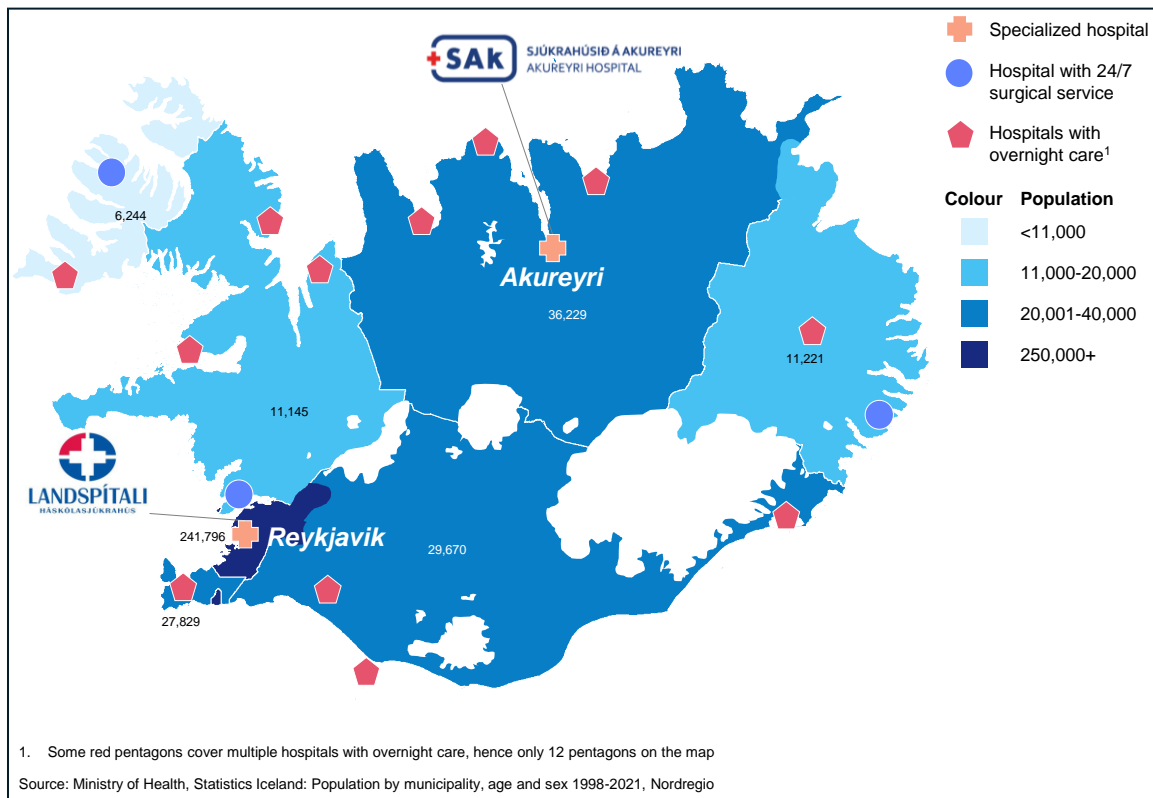 SAk
SJÚKRAHÚSIÐ Á AKUREYRI
AKUREYRI HOSPITAL
Specialized hospital
Hospital with 24/7
surgical service
Hospitals with
overnight care1
Colour Population
<11,000
11,000-20,000
20,001-40,000
250,000+
6,244
Akureyri
36,229
11,221
11,145
LANDSPÍTALI
HÁSKÓLASJÚKRAHÚS
241,796
Reykjavik
29,670
27,829
1. Some red pentagons cover multiple hospitals with overnight care, hence only 12 pentagons on the map
Source: Ministry of Health, Statistics Iceland: Population by municipality, age and sex 1998-2021, Nordregio